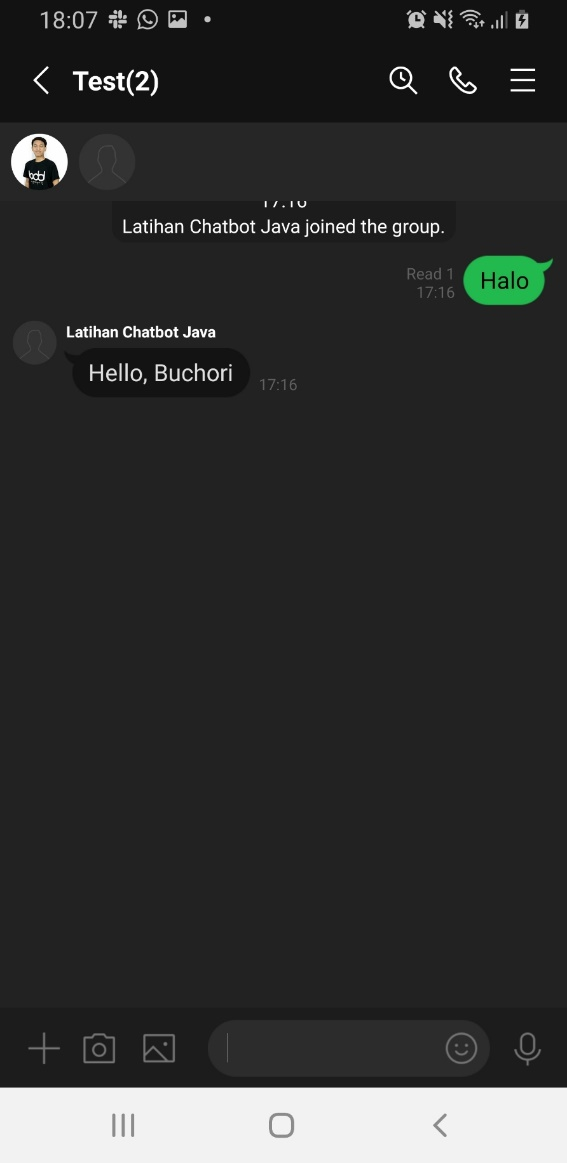 18:07
Test(2)
17:16
Latihan Chatbot Java joined the group.
Read 1
17:16
Halo
Latihan Chatbot Java
Hello, Buchori
17:16